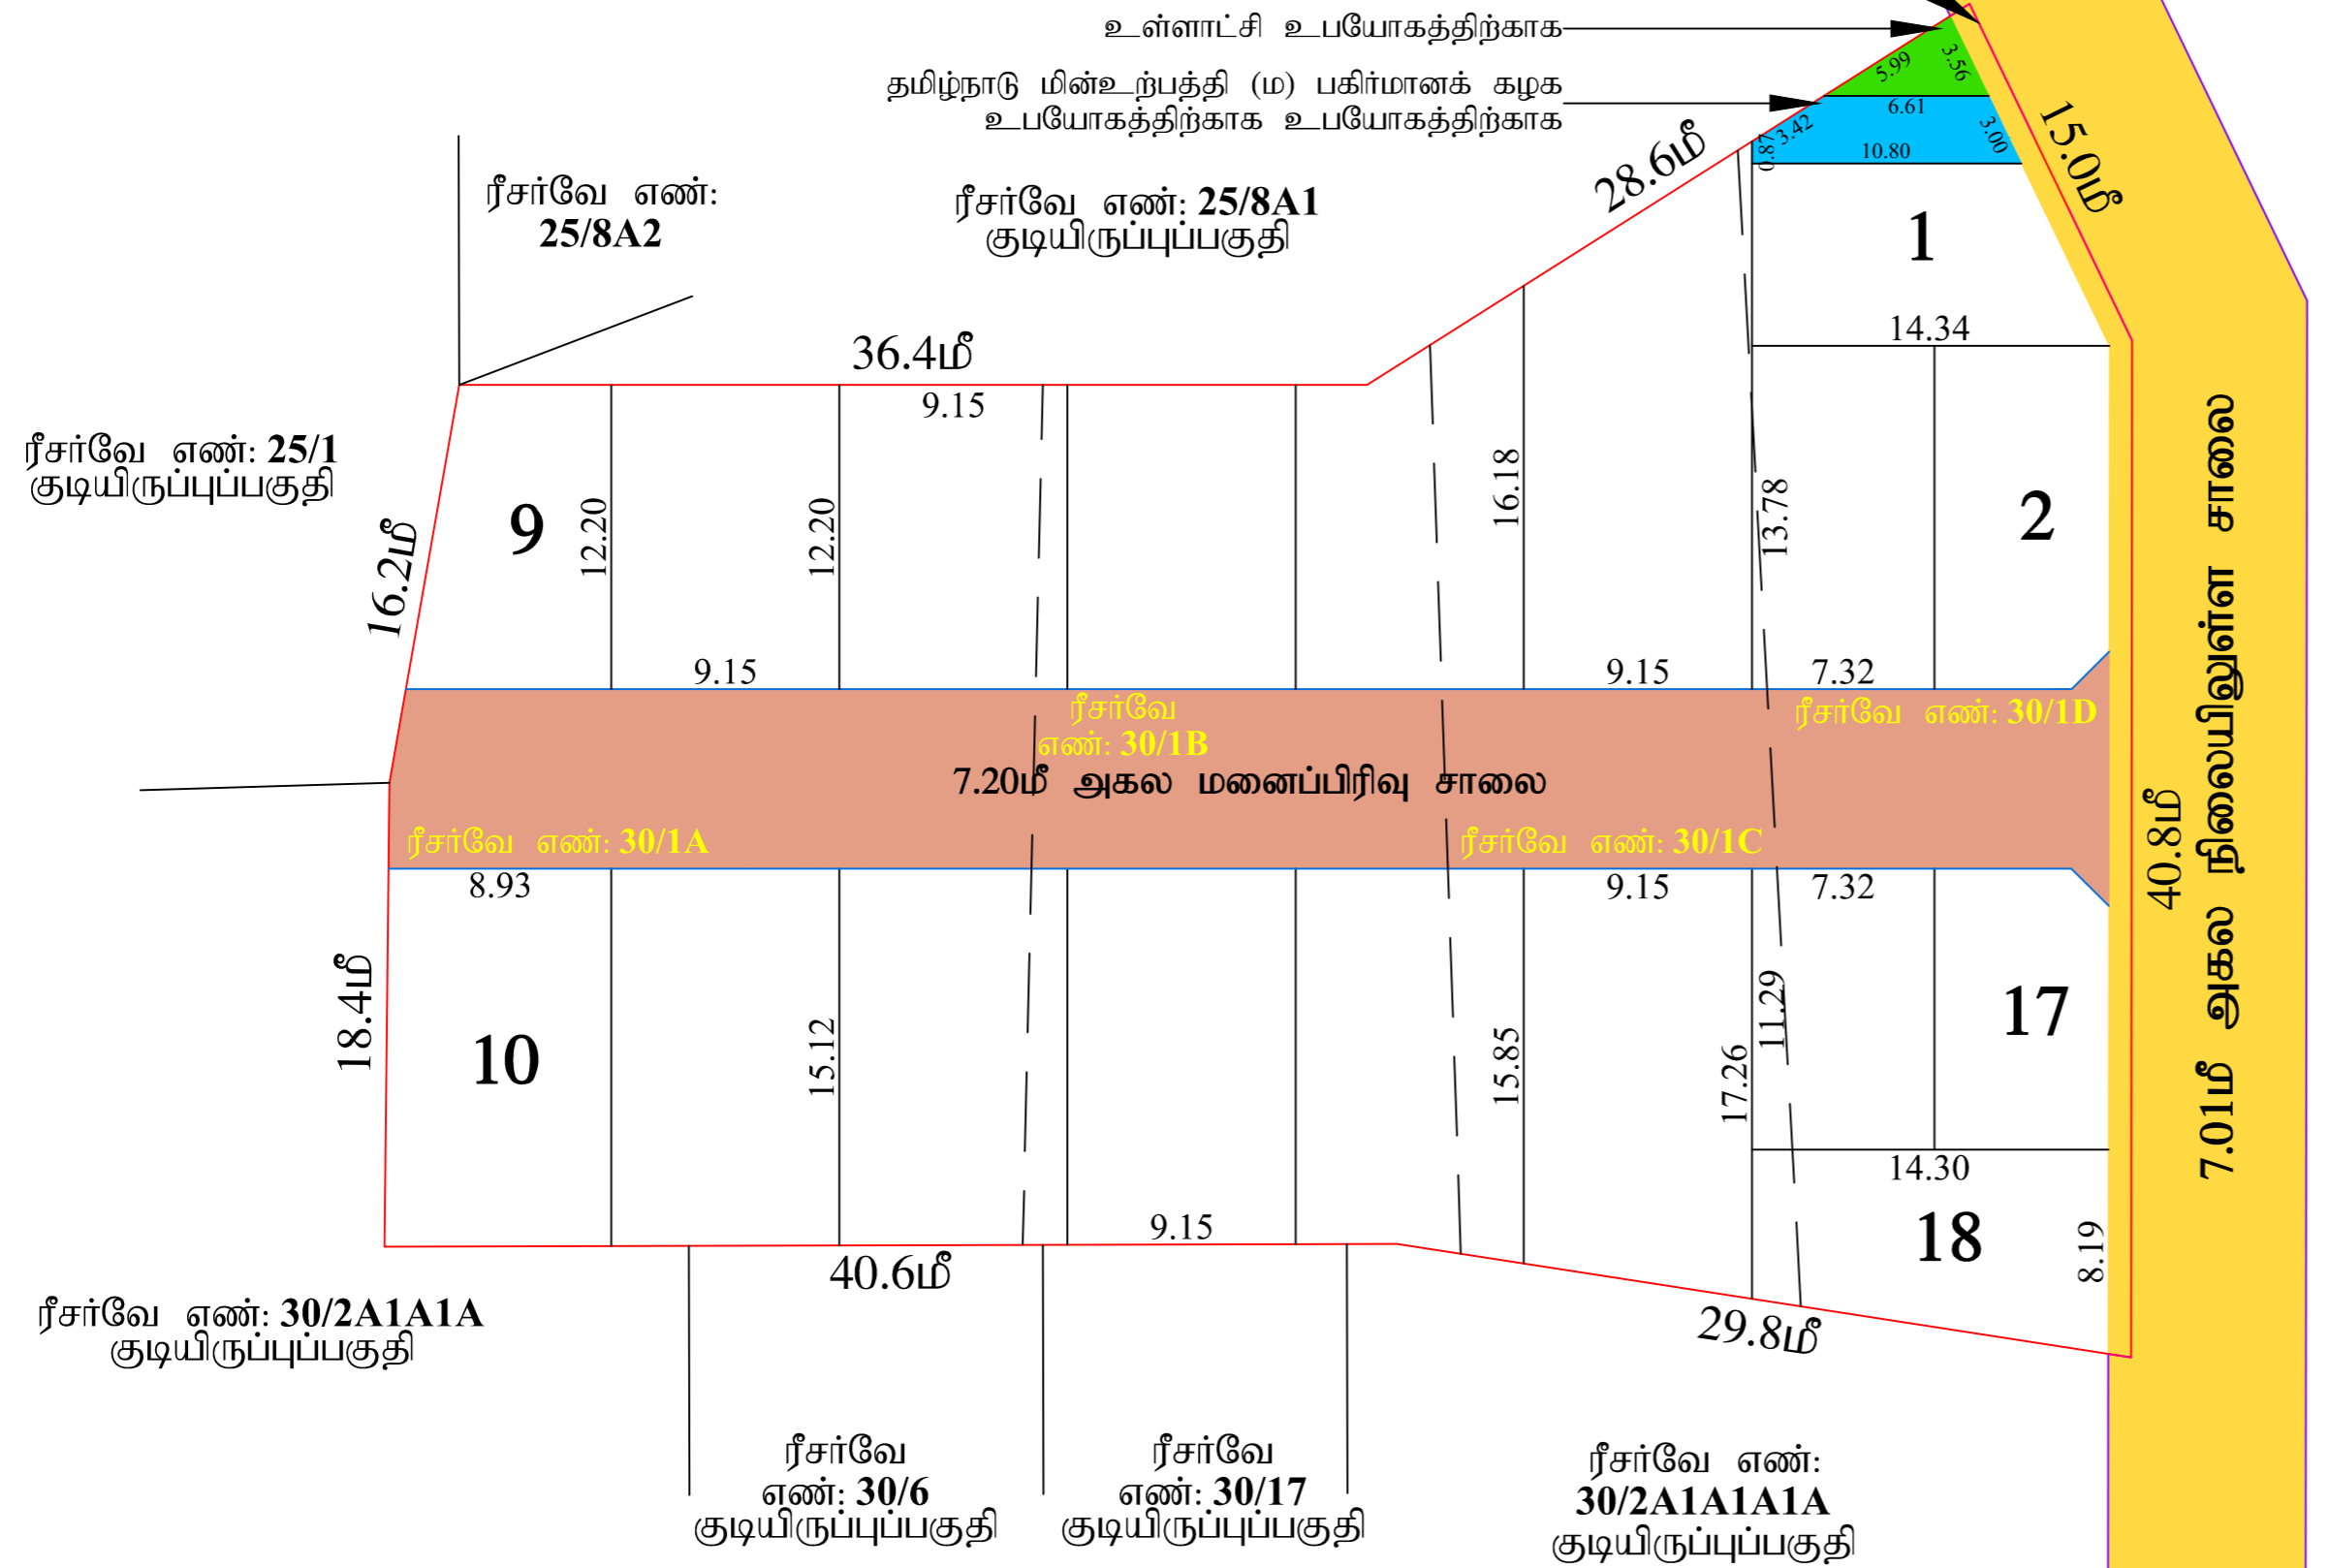 உள்ளாட்சி உபயோகத்திற்காக
தமிழ்நாடு மின்உற்பத்தி (ம) பகிர்மானக் கழக
உபயோகத்திற்காக உபயோகத்திற்காக
5.99
3.56
6.61
3.42
3.00
0.87
10.80
15.0மீ
28.6மீ
ரீசர்வே எண்:
25/8A2
ரீசர்வே எண்: 25/8A1
குடியிருப்புப்பகுதி
1
14.34
36.4மீ
9.15
ரீசர்வே எண்: 25/1
குடியிருப்புப்பகுதி
16.2மீ
9
12.20
12.20
16.18
13.78
2
9.15
9.15
7.32
ரீசர்வே
எண்: 30/1B
ரீசர்வே எண்: 30/1D
7.20மீ அகல மனைப்பிரிவு சாலை
ரீசர்வே எண்: 30/1A
ரீசர்வே எண்: 30/1C
40.8மீ
7.01மீ அகல நிலையிலுள்ள சாலை
8.93
9.15
7.32
18.4மீ
10
15.12
15.85
17.26
11.29
17
14.30
18
8.19
9.15
40.6மீ
29.8மீ
ரீசர்வே எண்: 30/2A1A1A
குடியிருப்புப்பகுதி
ரீசர்வே
எண்: 30/6
குடியிருப்புப்பகுதி
ரீசர்வே
எண்: 30/17
குடியிருப்புப்பகுதி
ரீசர்வே எண்:
30/2A1A1A1A
குடியிருப்புப்பகுதி